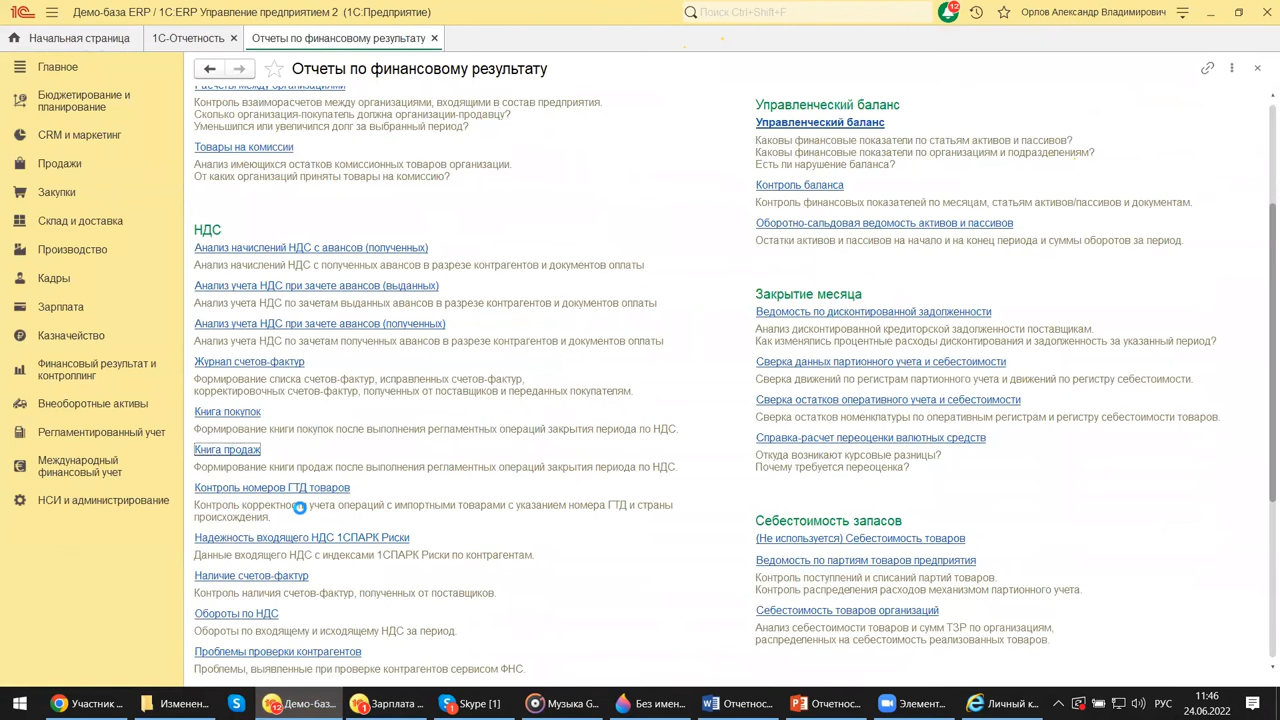 Демо-база ERP / 1С:ERP Управление предприятием 2 (1С:Предприятие)
Поиск Ctrl+Shift+F
12
Орлов Александр Владимирович
Начальная страница
1С-Отчетность
Отчеты по финансовому результату
Отчеты по финансовому результату
Главное
Бюджетирование и
планирование
CRM и маркетинг
Продажи
Закупки
Склад и доставка
Производство
Кадры
Зарплата
Казначейство
Финансовый результат и
контроллинг
Внеоборотные активы
Регламентированный учет
Международный
финансовый учет
НСИ и администрирование
Расчеты между организациями
Контроль взаиморасчетов между организациями, входящими в состав предприятия.
Сколько организация-покупатель должна организации-продавцу?
Уменьшился или увеличился долг за выбранный период?
Товары на комиссии
Анализ имеющихся остатков комиссионных товаров организации.
От каких организаций приняты товары на комиссию?
НДС
Анализ начислений НДС с авансов (полученных)
Анализ начислений НДС с полученных авансов в разрезе контрагентов и документов оплаты
Анализ учета НДС при зачете авансов (выданных)
Анализ учета НДС по зачетам выданных авансов в разрезе контрагентов и документов оплаты
Анализ учета НДС при зачете авансов (полученных)
Анализ учета НДС по зачетам полученных авансов в разрезе контрагентов и документов оплаты
Журнал счетов-фактур
Формирование списка счетов-фактур, исправленных счетов-фактур,
корректировочных счетов-фактур, полученных от поставщиков и переданных покупателям.
Книга покупок
Формирование книги покупок после выполнения регламентных операций закрытия периода по НДС.
Книга продаж
Формирование книги продаж после выполнения регламентных операций закрытия периода по НДС.
Контроль номеров ГТД товаров
Контроль корректности учета операций с импортными товарами с указанием номера ГТД и страны
происхождения.
Надежность входящего НДС 1СПАРК Риски
Данные входящего НДС с индексами 1СПАРК Риски по контрагентам.
Наличие счетов-фактур
Контроль наличия счетов-фактур, полученных от поставщиков.
Обороты по НДС
Обороты по входящему и исходящему НДС за период.
Проблемы проверки контрагентов
Проблемы, выявленные при проверке контрагентов сервисом ФНС.
Управленческий баланс
Управленческий баланс
Каковы финансовые показатели по статьям активов и пассивов?
Каковы финансовые показатели по организациям и подразделениям?
Есть ли нарушение баланса?
Контроль баланса
Контроль финансовых показателей по месяцам, статьям активов/пассивов и документам.
Оборотно-сальдовая ведомость активов и пассивов
Остатки активов и пассивов на начало и на конец периода и суммы оборотов за период.
Закрытие месяца
Ведомость по дисконтированной задолженности
Анализ дисконтированной кредиторской задолженности поставщикам.
Как изменялись процентные расходы дисконтирования и задолженность за указанный период?
Сверка данных партионного учета и себестоимости
Сверка движений по регистрам партионного учета и движений по регистру себестоимости.
Сверка остатков оперативного учета и себестоимости
Сверка остатков номенклатуры по оперативным регистрам и регистру себестоимости товаров.
Справка-расчет переоценки валютных средств
Откуда возникают курсовые разницы?
Почему требуется переоценка?
Себестоимость запасов
(Не используется) Себестоимость товаров
Ведомость по партиям товаров предприятия
Контроль поступлений и списаний партий товаров.
Контроль распределения расходов механизмом партионного учета.
Себестоимость товаров организаций
Анализ себестоимости товаров и сумм ТЗР по организациям,
распределенных на себестоимость реализованных товаров.
Участник ...
Изменен...
Демо-баз...
Зарплата ...
Skype [1]
Музыка G...
Без имен...
Отчетнос...
Отчетнос...
Элемент...
Личный к...
РУС
11:46
24.06.2022